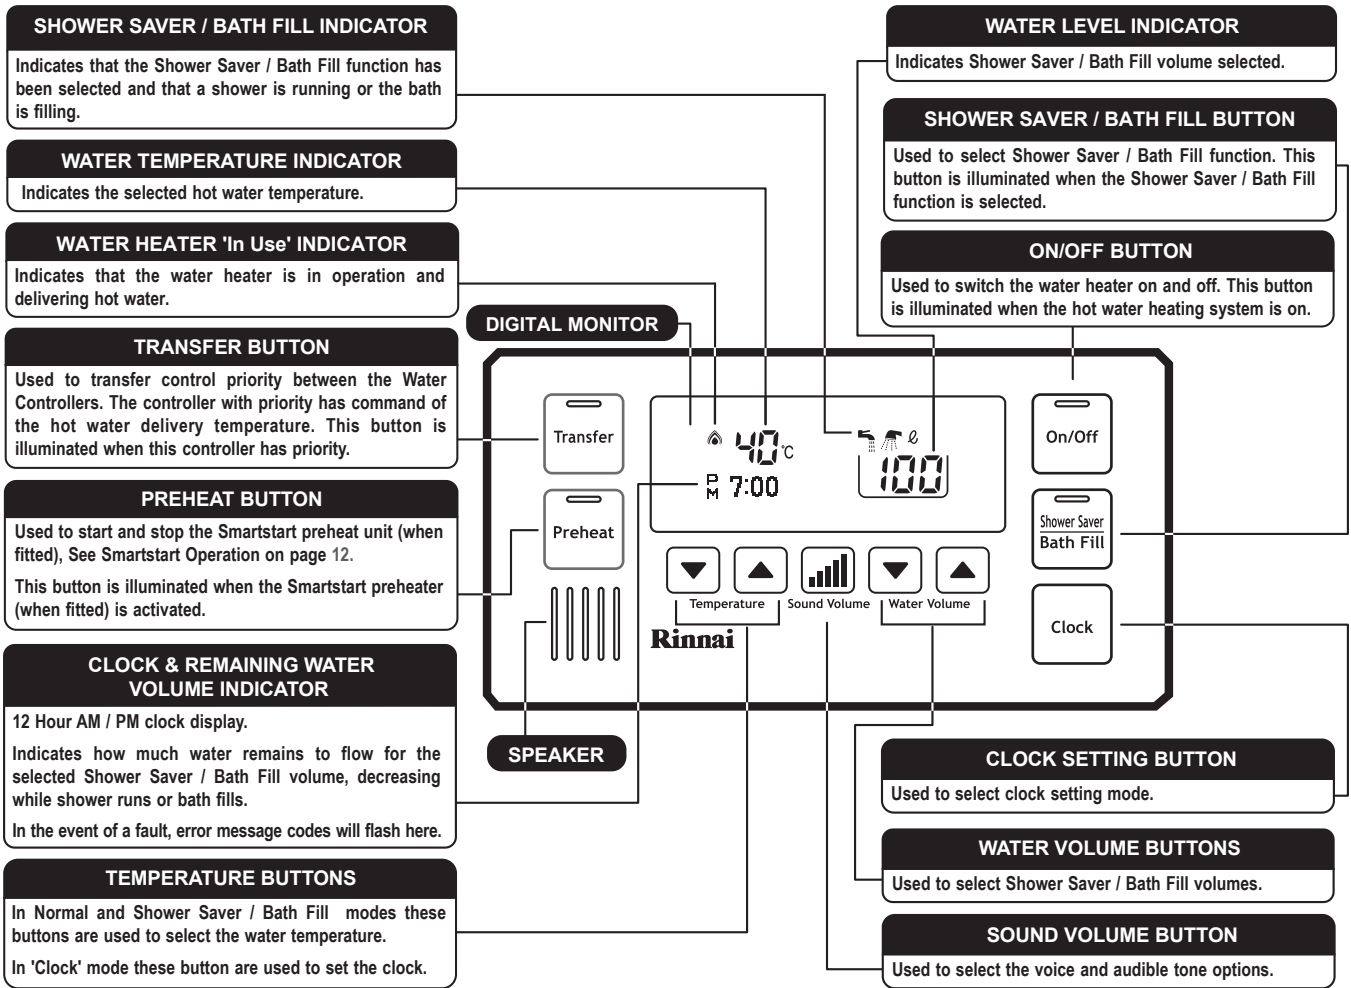 SHOWER SAVER / BATH FILL INDICATOR
Indicates that the Shower Saver / Bath Fill function has
been selected and that a shower is running or the bath
is filling.
WATER TEMPERATURE INDICATOR
Indicates the selected hot water temperature.
WATER HEATER 'In Use' INDICATOR
Indicates that the water heater is in operation and
delivering hot water.
TRANSFER BUTTON
Used to transfer control priority between the Water
Controllers. The controller with priority has command of
the hot water delivery temperature. This button is
illuminated when this controller has priority.
PREHEAT BUTTON
Used to start and stop the Smartstart preheat unit (when
fitted), See Smartstart Operation on page 12.
This button is illuminated when the Smartstart preheater
(when fitted) is activated.
CLOCK & REMAINING WATER
VOLUME INDICATOR
12 Hour AM / PM clock display.
Indicates how much water remains to flow for the
selected Shower Saver / Bath Fill volume, decreasing
while shower runs or bath fills.
In the event of a fault, error message codes will flash here.
TEMPERATURE BUTTONS
In Normal and Shower Saver / Bath Fill modes these
buttons are used to select the water temperature.
In 'Clock' mode these button are used to set the clock.
DIGITAL MONITOR
Transfer
Preheat
40°C
PM 7:00
ℓ
100
On/Off
Shower Saver
Bath Fill
Clock
Temperature
Sound Volume
Water Volume
Rinnai
SPEAKER
WATER LEVEL INDICATOR
Indicates Shower Saver / Bath Fill volume selected.
SHOWER SAVER / BATH FILL BUTTON
Used to select Shower Saver / Bath Fill function. This
button is illuminated when the Shower Saver / Bath Fill
function is selected.
ON/OFF BUTTON
Used to switch the water heater on and off. This button
is illuminated when the hot water heating system is on.
CLOCK SETTING BUTTON
Used to select clock setting mode.
WATER VOLUME BUTTONS
Used to select Shower Saver / Bath Fill volumes.
SOUND VOLUME BUTTON
Used to select the voice and audible tone options.